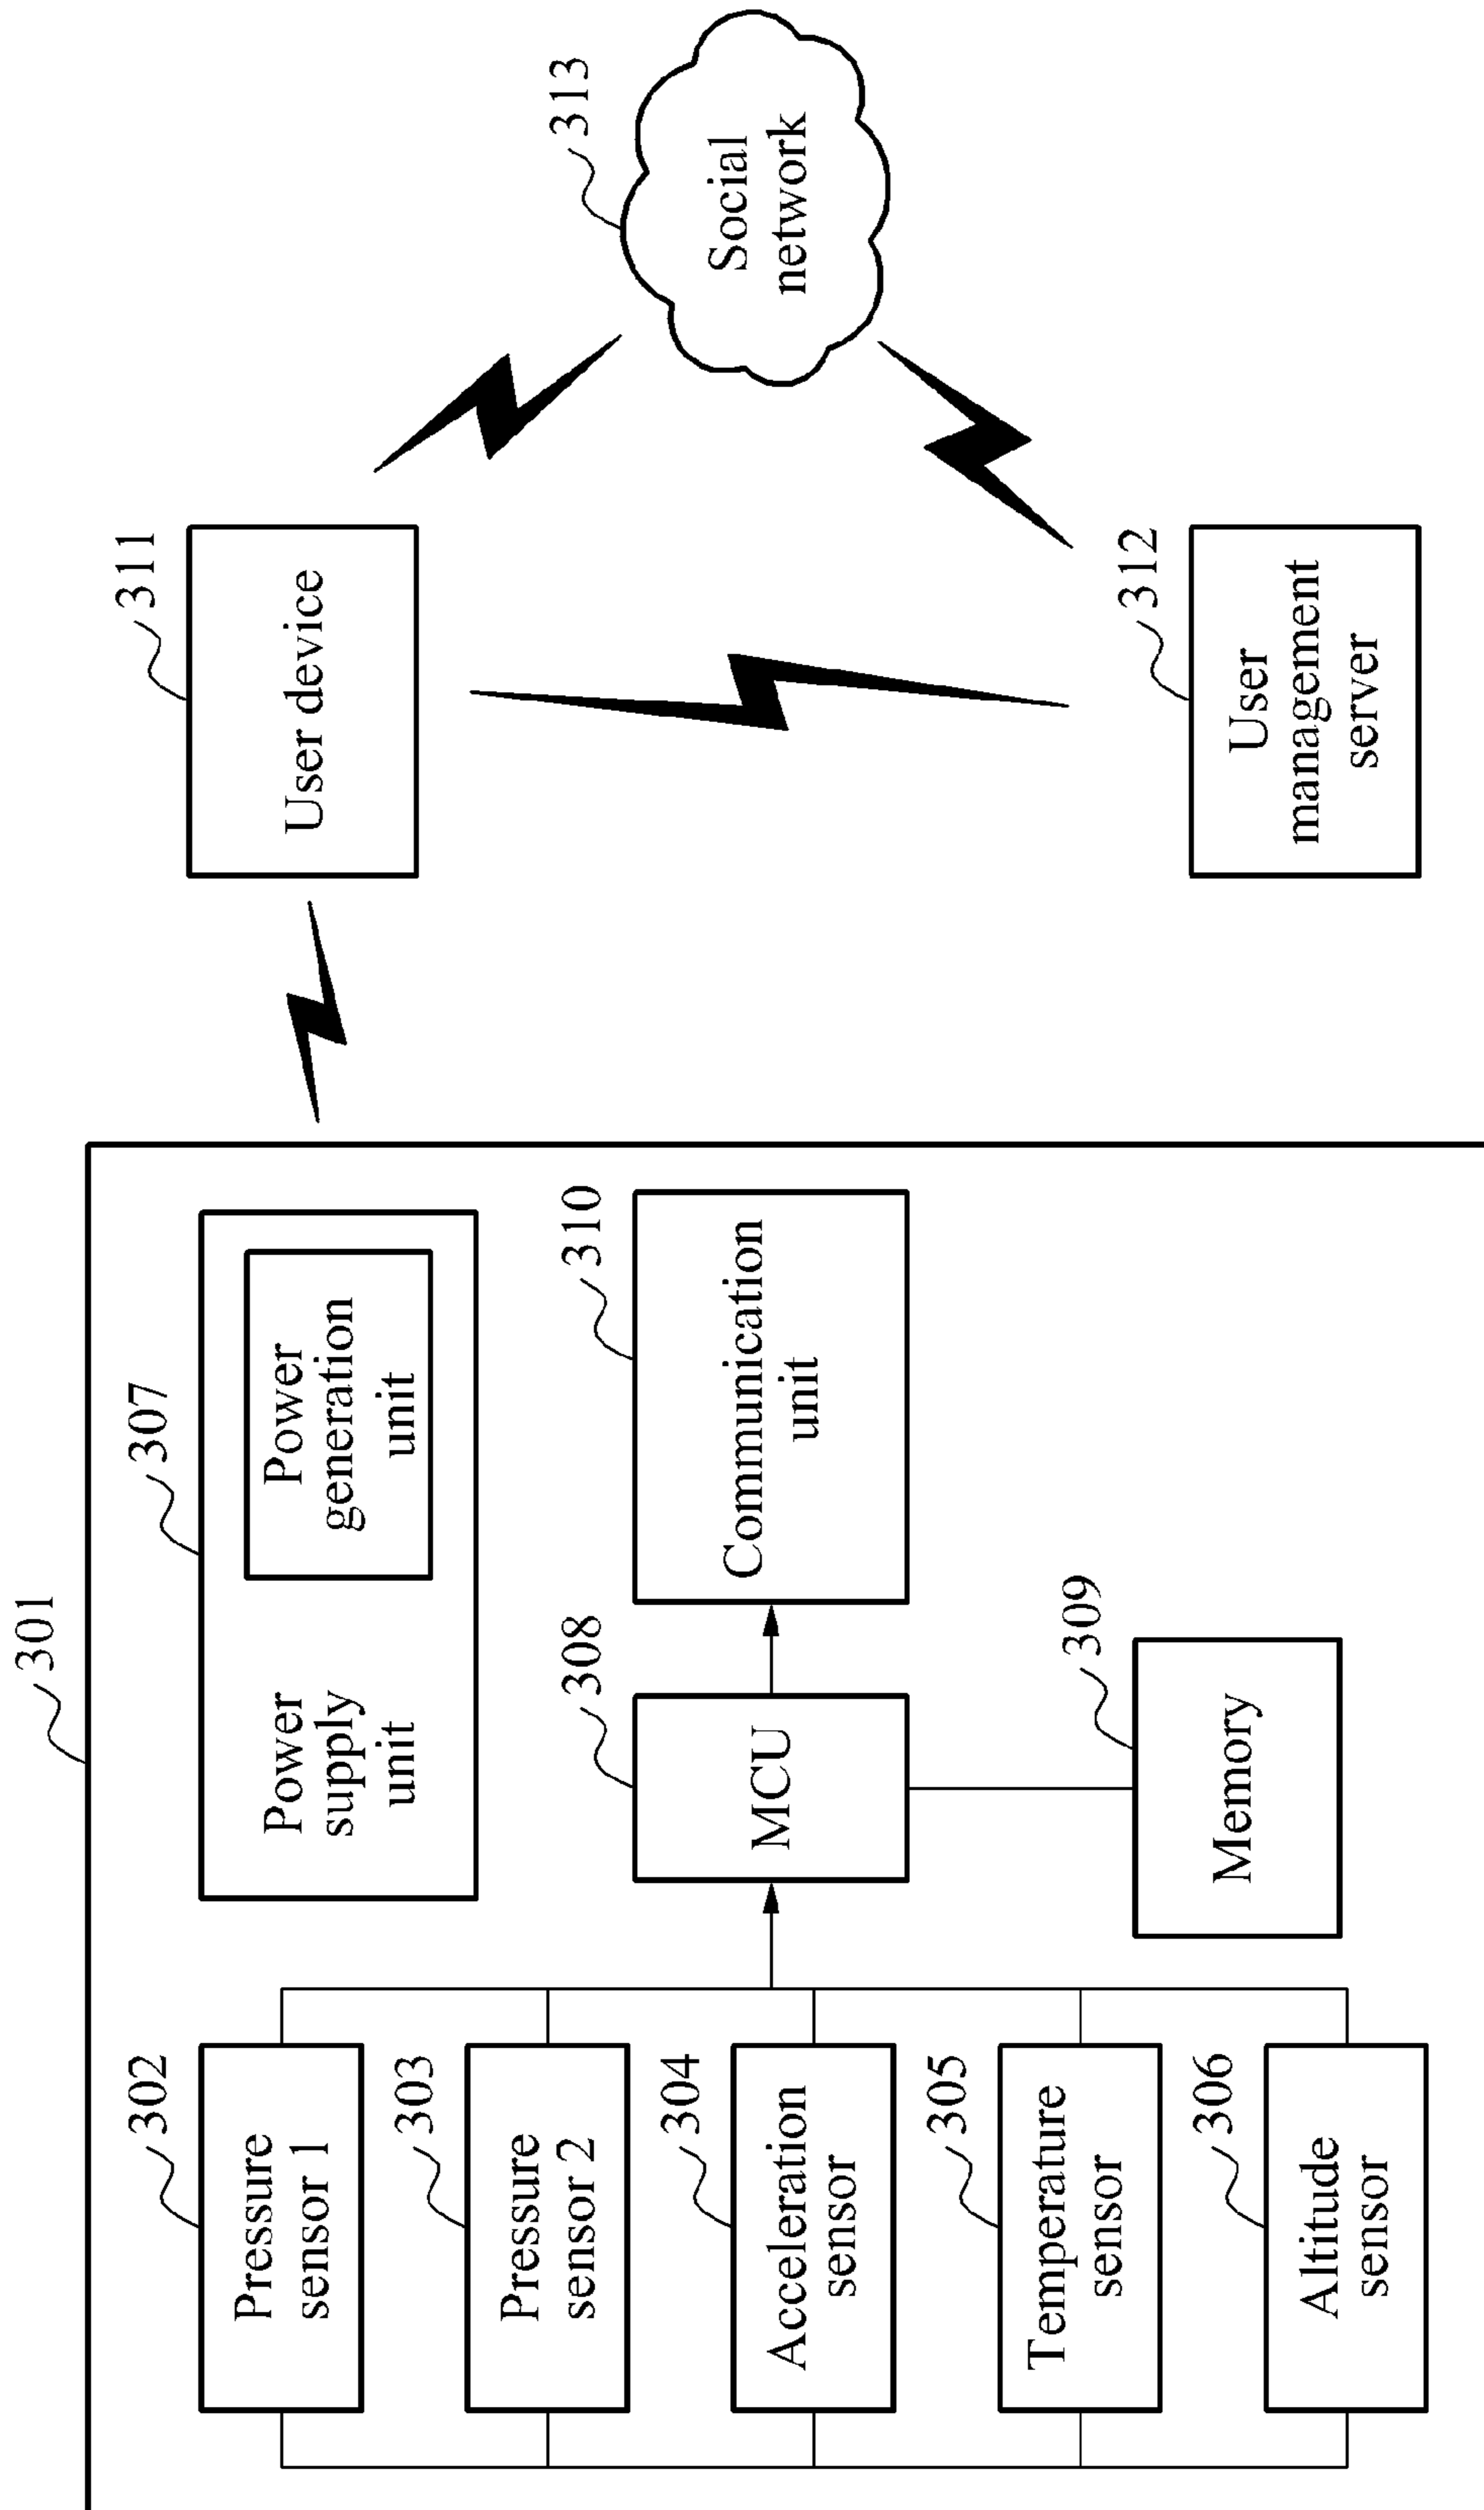 301
302
Pressure
sensor 1
303
Pressure
sensor 2
304
Acceleration
sensor
305
Temperature
sensor
306
Altitude
sensor
307
Power
supply
unit
Power
generation
unit
308
MCU
309
Memory
310
Communication
unit
311
User device
312
User
management
server
313
Social
network